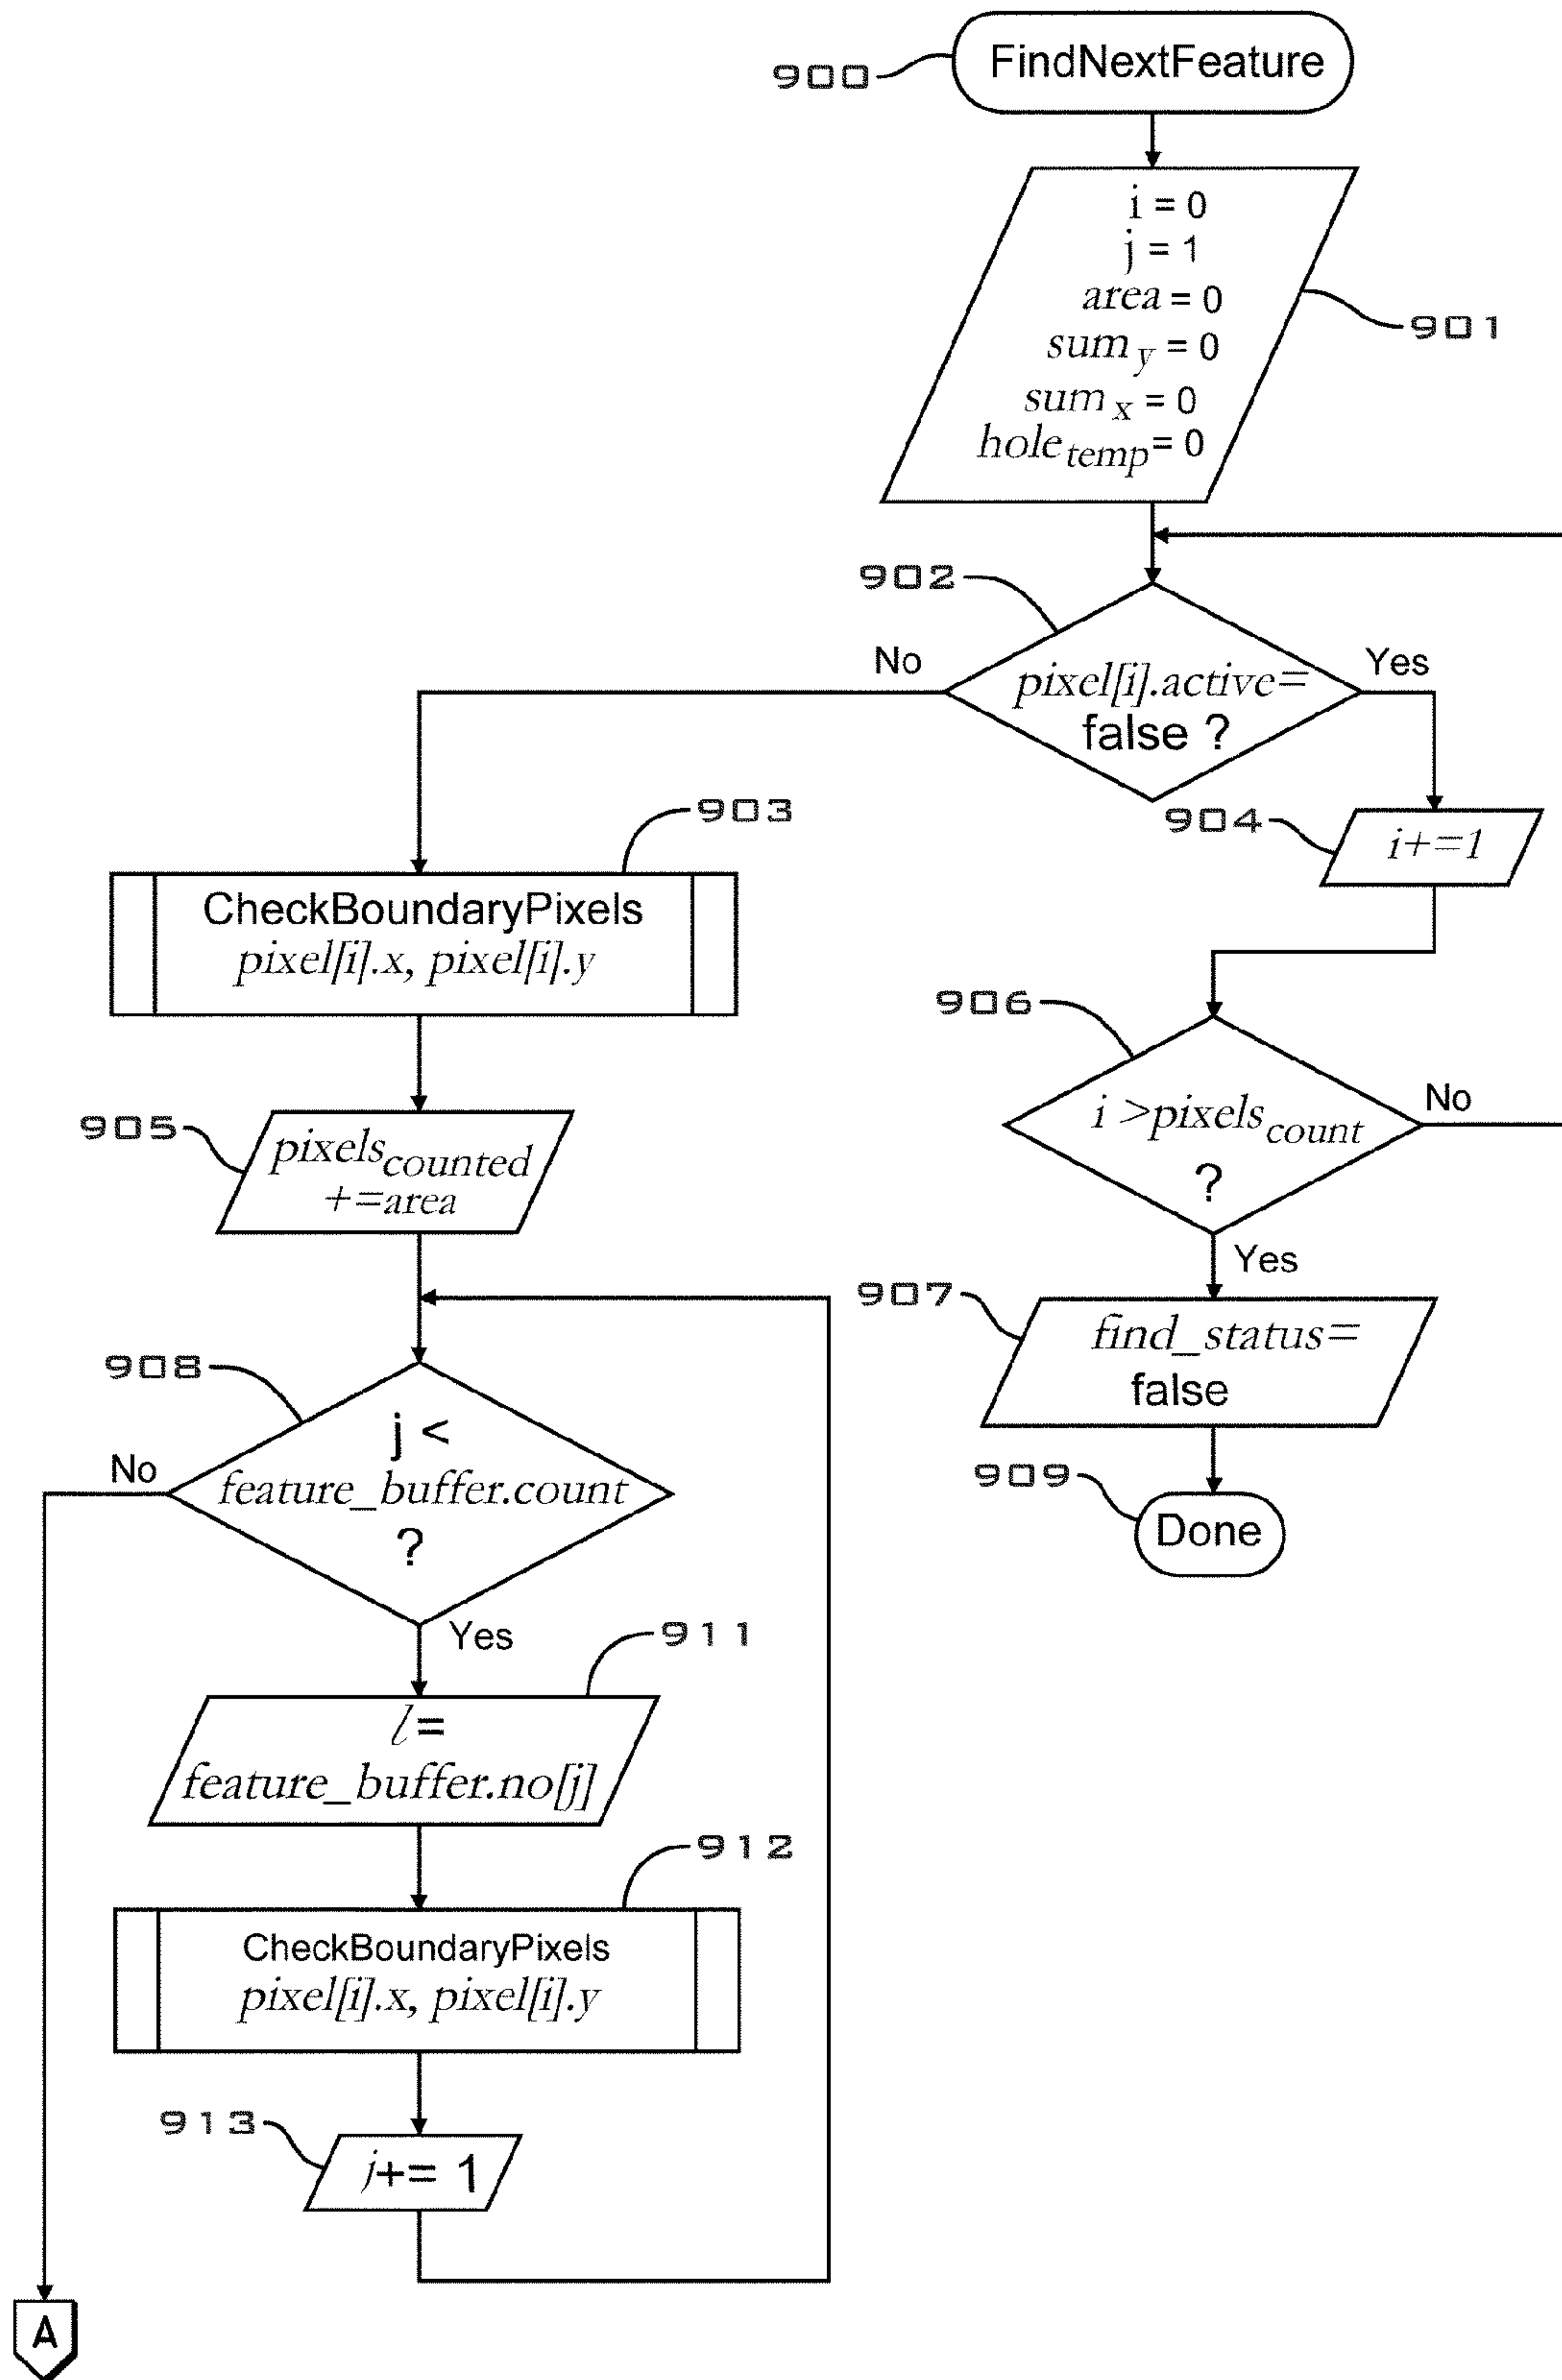 FindNextFeature
900
i = 0
j = 1
area = 0
sum y = 0
sum x = 0
hole temp = 0
901
902
No
pixel[i].active=
false ?
Yes
903
CheckBoundaryPixels
pixel[i].x, pixel[i].y
904
i+=1
905
pixels counted
+=area
906
i >pixels count
?
No
Yes
907
find_status=
false
909
Done
908
j <
feature_buffer.count
?
No
Yes
911
l=
feature_buffer.no[j]
912
CheckBoundaryPixels
pixel[i].x, pixel[i].y
913
j+= 1
A